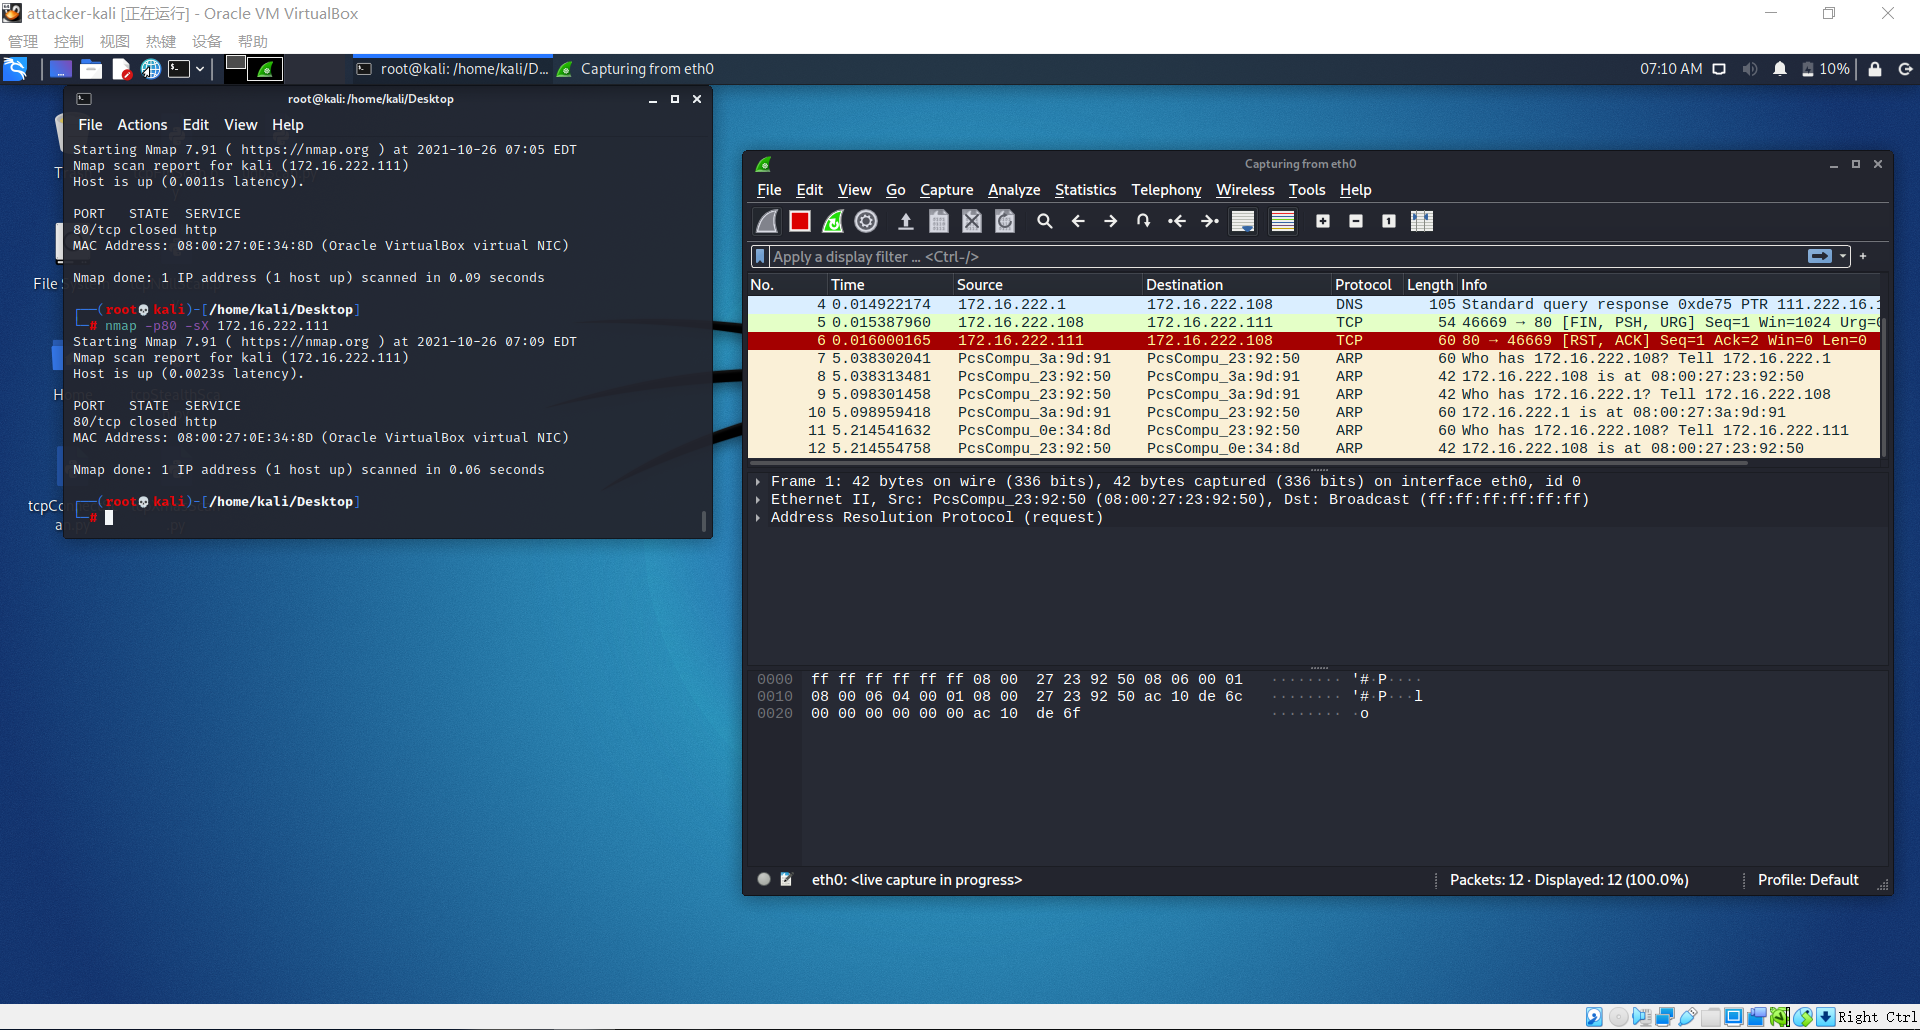 attacker-kali [正在运行] - Oracle VM VirtualBox
管理 控制 视图 热键 设备 帮助
root@kali: /home/kali/D... Capturing from eth0 07:10 AM 10%
root@kali: /home/kali/Desktop
File Actions Edit View Help
Starting Nmap 7.91 ( https://nmap.org ) at 2021-10-26 07:05 EDT
Nmap scan report for kali (172.16.222.111)
Host is up (0.0011s latency).
PORT STATE SERVICE
80/tcp closed http
MAC Address: 08:00:27:0E:34:8D (Oracle VirtualBox virtual NIC)
Nmap done: 1 IP address (1 host up) scanned in 0.09 seconds
(root💀kali)-[/home/kali/Desktop]
# nmap -p80 -sX 172.16.222.111
Starting Nmap 7.91 ( https://nmap.org ) at 2021-10-26 07:09 EDT
Nmap scan report for kali (172.16.222.111)
Host is up (0.0023s latency).
PORT STATE SERVICE
80/tcp closed http
MAC Address: 08:00:27:0E:34:8D (Oracle VirtualBox virtual NIC)
Nmap done: 1 IP address (1 host up) scanned in 0.06 seconds
(root💀kali)-[/home/kali/Desktop]
#
Capturing from eth0
File Edit View Go Capture Analyze Statistics Telephony Wireless Tools Help
Apply a display filter ... <Ctrl-/>
No. Time Source Destination Protocol Length Info
4 0.014922174 172.16.222.1 172.16.222.108 DNS 105 Standard query response 0xde75 PTR 111.222.16.1
5 0.015387960 172.16.222.108 172.16.222.111 TCP 54 46669 → 80 [FIN, PSH, URG] Seq=1 Win=1024 Urg=0
6 0.016000165 172.16.222.111 172.16.222.108 TCP 60 80 → 46669 [RST, ACK] Seq=1 Ack=2 Win=0 Len=0
7 5.038302041 PcsCompu_3a:9d:91 PcsCompu_23:92:50 ARP 60 Who has 172.16.222.108? Tell 172.16.222.1
8 5.038313481 PcsCompu_23:92:50 PcsCompu_3a:9d:91 ARP 42 172.16.222.108 is at 08:00:27:23:92:50
9 5.098301458 PcsCompu_23:92:50 PcsCompu_3a:9d:91 ARP 42 Who has 172.16.222.1? Tell 172.16.222.108
10 5.098959418 PcsCompu_3a:9d:91 PcsCompu_23:92:50 ARP 60 172.16.222.1 is at 08:00:27:3a:9d:91
11 5.214541632 PcsCompu_0e:34:8d PcsCompu_23:92:50 ARP 60 Who has 172.16.222.108? Tell 172.16.222.111
12 5.214554758 PcsCompu_23:92:50 PcsCompu_0e:34:8d ARP 42 172.16.222.108 is at 08:00:27:23:92:50
Frame 1: 42 bytes on wire (336 bits), 42 bytes captured (336 bits) on interface eth0, id 0
Ethernet II, Src: PcsCompu_23:92:50 (08:00:27:23:92:50), Dst: Broadcast (ff:ff:ff:ff:ff:ff)
Address Resolution Protocol (request)
0000 ff ff ff ff ff ff 08 00 27 23 92 50 08 06 00 01 ········ '#·P····
0010 08 00 06 04 00 01 08 00 27 23 92 50 ac 10 de 6c ········ '#·P···l
0020 00 00 00 00 00 00 ac 10 de 6f ········ ·o
eth0: <live capture in progress> Packets: 12 · Displayed: 12 (100.0%) Profile: Default
Right Ctrl